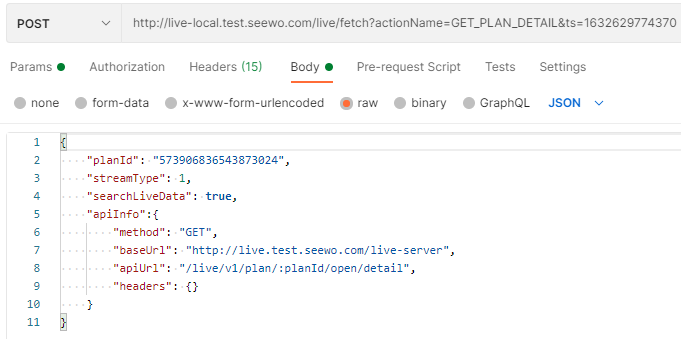 POST http://live-local.test.seewo.com/live/fetch?actionName=GET_PLAN_DETAIL&ts=1632629774370
Params Authorization Headers (15) Body Pre-request Script Tests Settings
none form-data x-www-form-urlencoded raw binary GraphQL JSON
1 {
2 "planId": "573906836543873024",
3 "streamType": 1,
4 "searchLiveData": true,
5 "apiInfo":{
6 "method": "GET",
7 "baseUrl": "http://live.test.seewo.com/live-server",
8 "apiUrl": "/live/v1/plan/:planId/open/detail",
9 "headers": {}
10 }
11 }